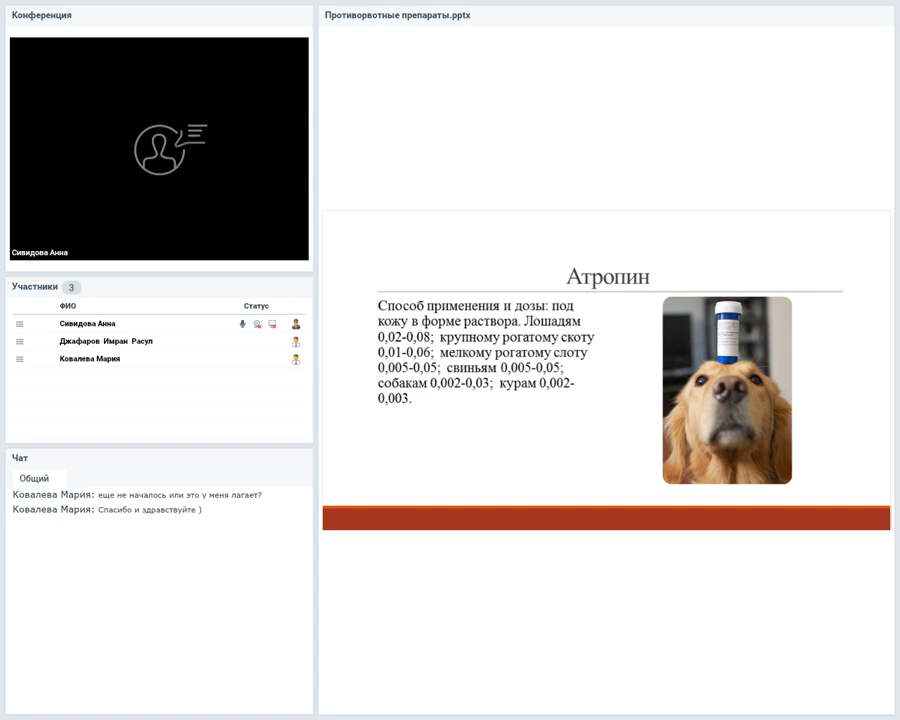 Конференция
Сивидова Анна
Участники 3
ФИО Статус
Сивидова Анна
Джафаров Имран Расул
Ковалева Мария
Чат
Общий
Ковалева Мария: еще не началось или это у меня лагает?
Ковалева Мария: Спасибо и здравствуйте )
Противорвотные препараты.pptx
Атропин
Способ применения и дозы: под
кожу в форме раствора. Лошадям
0,02-0,08; крупному рогатому скоту
0,01-0,06; мелкому рогатому слоту
0,005-0,05; свиньям 0,005-0,05;
собакам 0,002-0,03; курам 0,002-
0,003.